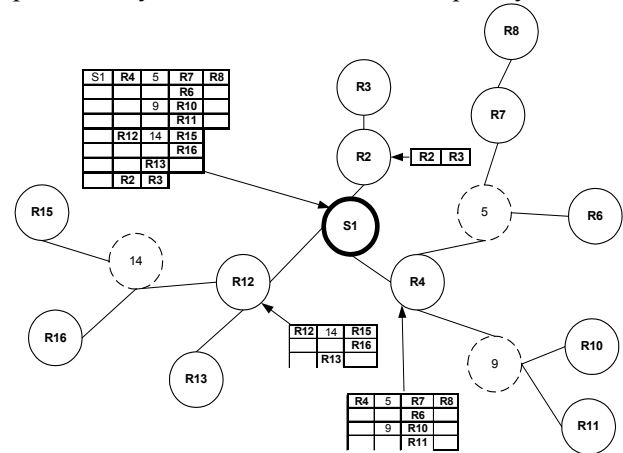 R8
S1 R4 5 R7 R8
R6
9 R10
R11
R12 14 R15
R16
R13
R2 R3
R3
R7
R2
R2 R3
R15
S1
5
R6
14
R12
R4
R16
R12 14 R15
R16
R13
R10
9
R13
R4 5 R7 R8
R6
9 R10
R11
R11